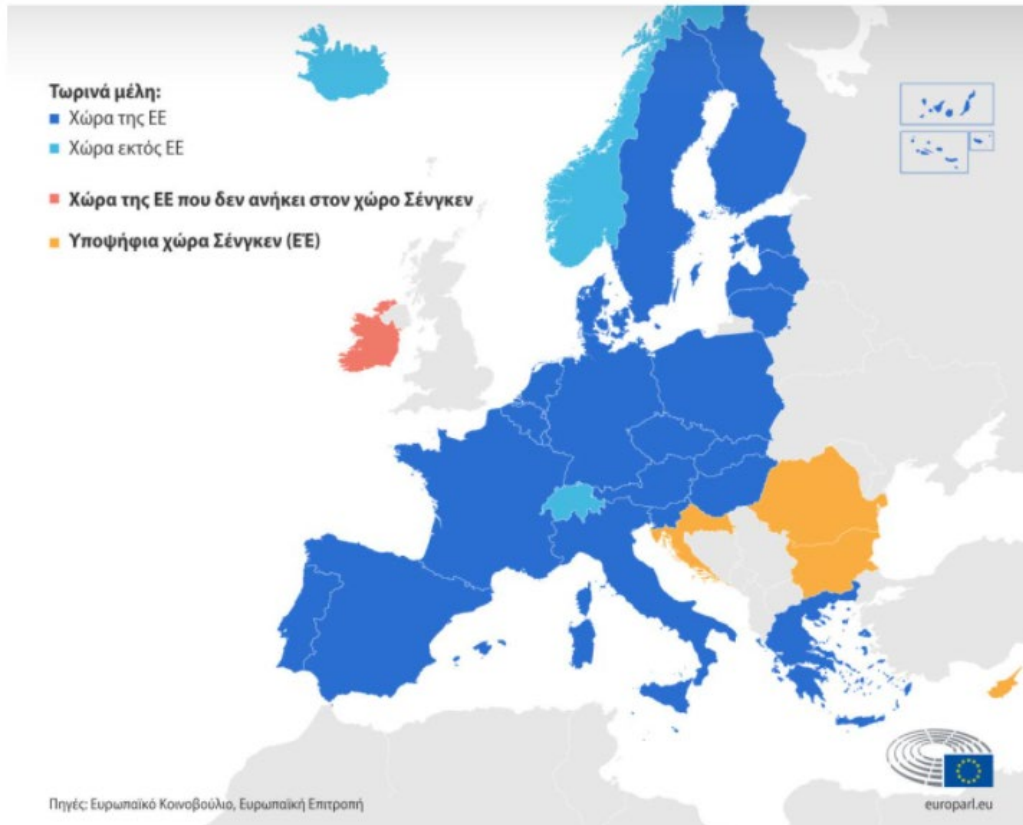 Τωρινά μέλη:
Χώρα της ΕΕ
Χώρα εκτός ΕΕ
Χώρα της ΕΕ που δεν ανήκει στον χώρο Σένγκεν
Υποψήφια χώρα Σένγκεν (ΕΈ)
Πηγές: Ευρωπαϊκό Κοινοβούλιο, Ευρωπαϊκή Επιτροπή
europarl.eu